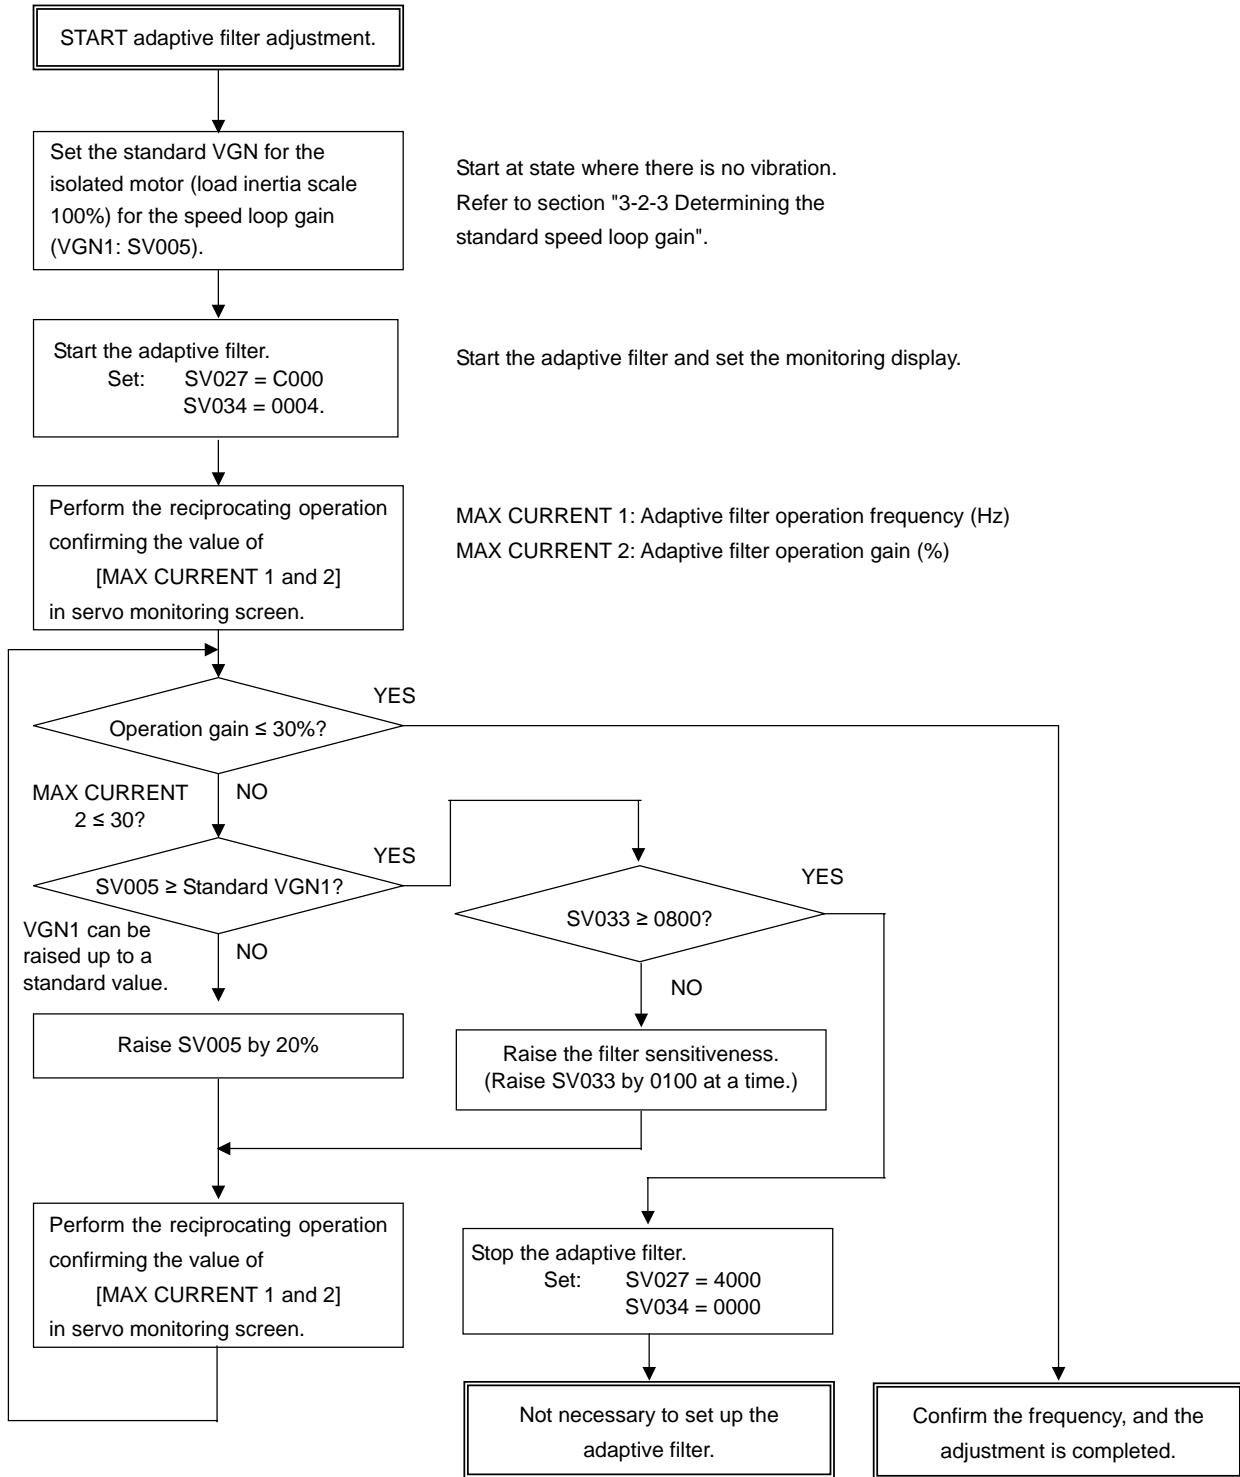 START adaptive filter adjustment.
Set the standard VGN for the
isolated motor (load inertia scale
100%) for the speed loop gain
(VGN1: SV005).
Start at state where there is no vibration.
Refer to section "3-2-3 Determining the
standard speed loop gain".
Start the adaptive filter.
Set: SV027 = C000
SV034 = 0004.
Start the adaptive filter and set the monitoring display.
Perform the reciprocating operation
confirming the value of
[MAX CURRENT 1 and 2]
in servo monitoring screen.
MAX CURRENT 1: Adaptive filter operation frequency (Hz)
MAX CURRENT 2: Adaptive filter operation gain (%)
Operation gain ≤ 30%?
YES
MAX CURRENT
2 ≤ 30?
NO
SV005 ≥ Standard VGN1?
YES
VGN1 can be
raised up to a
standard value.
NO
SV033 ≥ 0800?
YES
NO
Raise SV005 by 20%
Raise the filter sensitiveness.
(Raise SV033 by 0100 at a time.)
Perform the reciprocating operation
confirming the value of
[MAX CURRENT 1 and 2]
in servo monitoring screen.
Stop the adaptive filter.
Set: SV027 = 4000
SV034 = 0000
Not necessary to set up the
adaptive filter.
Confirm the frequency, and the
adjustment is completed.